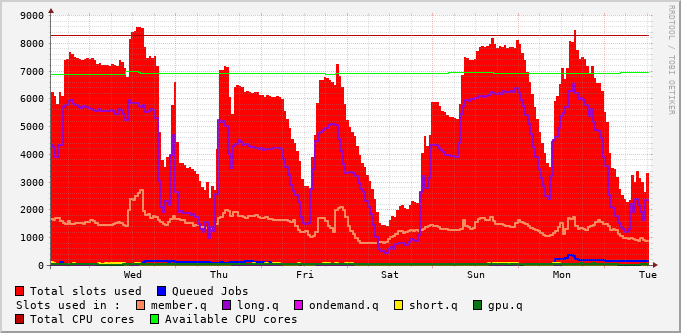 9000
8000
7000
6000
5000
4000
3000
2000
1000
0
Wed Thu Fri Sat Sun Mon Tue
RRDTOOL / TOBI OETIKER
Total slots used Queued Jobs
Slots used in : member.q long.q ondemand.q short.q gpu.q
Total CPU cores Available CPU cores